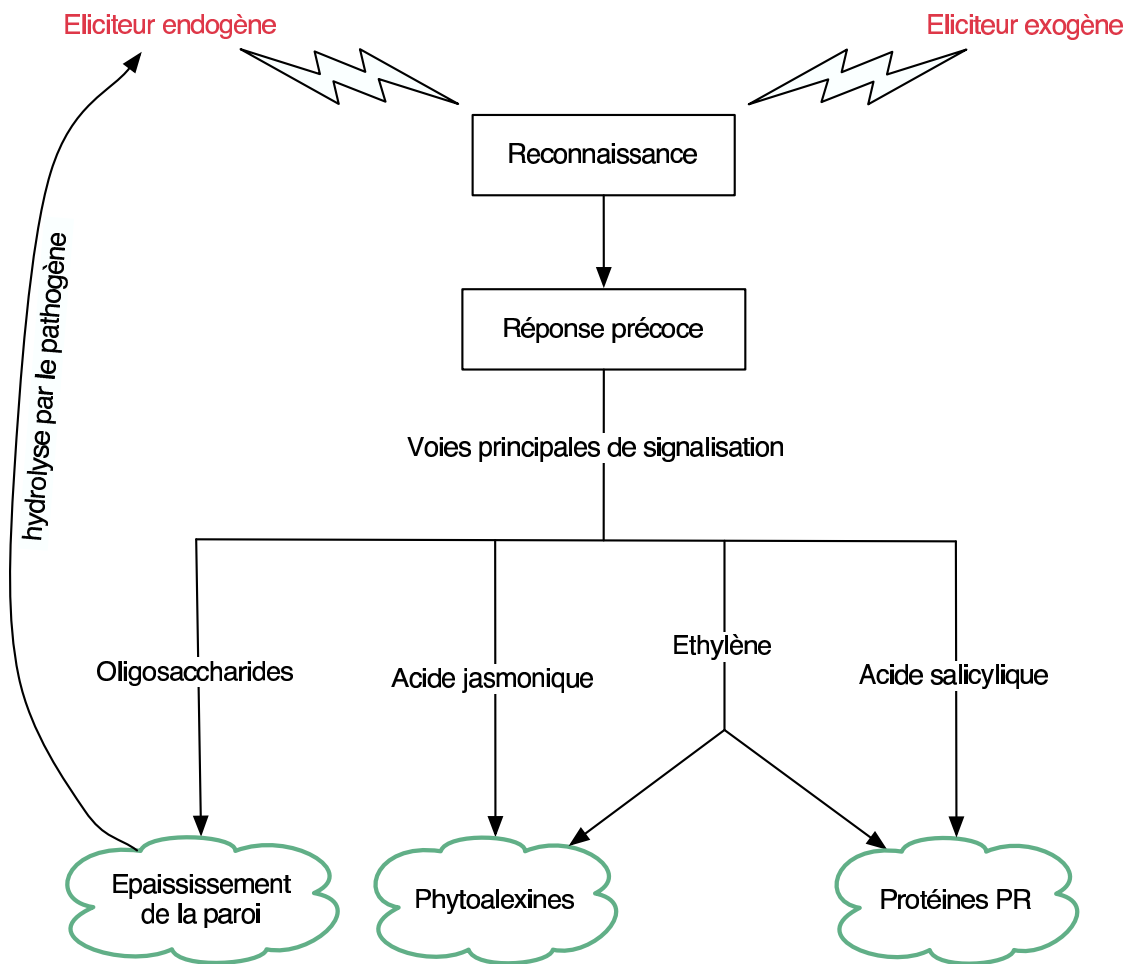 Eliciteur endogène
Eliciteur exogène
Reconnaissance
Réponse précoce
hydrolyse par le pathogène
Voies principales de signalisation
Oligosaccharides
Acide jasmonique
Ethylène
Acide salicylique
Epaississement
de la paroi
Phytoalexines
Protéines PR